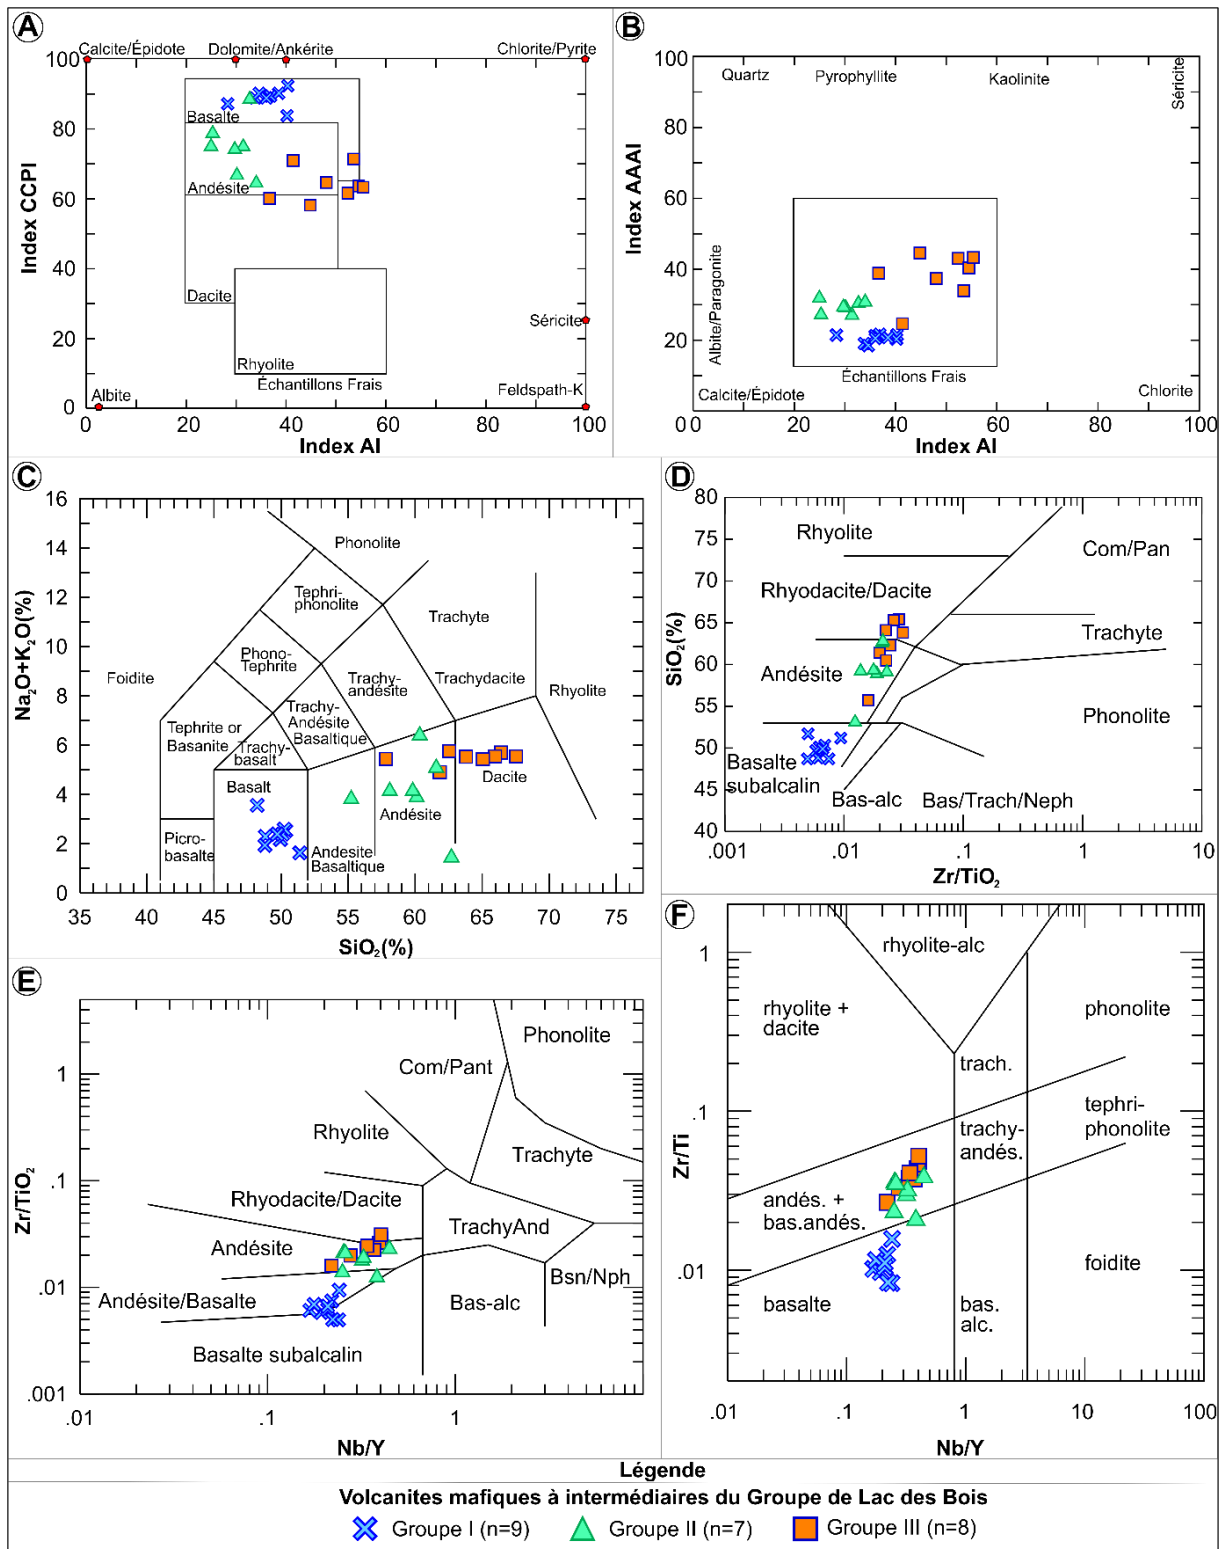 A
Calcite/Épidote
Dolomite/Ankérite
Chlorite/Pyrite
100
80
60
40
20
0
Index CCPI
Basalte
Andésite
Dacite
Rhyolite
Échantillons Frais
Séricite
Feldspath-K
Albite
0 20 40 60 80 100
Index AI
B
100
80
60
40
20
0
Index AAAI
Quartz
Pyrophyllite
Kaolinite
Séricite
Albite/Paragonite
Échantillons Frais
Calcite/Épidote
Chlorite
0 20 40 60 80 100
Index AI
C
16
14
12
10
8
6
4
2
0
Na2O+K2O(%)
Phonolite
Tephri-
phonolite
Trachyte
Phono-
Tephrite
Foidite
Trachy-
andésite
Trachydacite
Rhyolite
Trachy-
Andésite
Basaltique
Tephrite or
Basanite
Trachy-
basalt
Basalt
Dacite
Andésite
Picro-
basalte
Andesite
Basaltique
35 40 45 50 55 60 65 70 75
SiO2(%)
D
80
75
70
65
60
55
50
45
40
SiO2(%)
Rhyolite
Com/Pan
Rhyodacite/Dacite
Trachyte
Andésite
Phonolite
Basalte
subalcalin
Bas-alc
Bas/Trach/Neph
.001 .01 .1 1 10
Zr/TiO2
E
1
.1
.01
.001
Zr/TiO2
Phonolite
Com/Pant
Rhyolite
Trachyte
Rhyodacite/Dacite
TrachyAnd
Andésite
Bsn/Nph
Andésite/Basalte
Bas-alc
Basalte subalcalin
.01 .1 1
Nb/Y
F
1
.1
.01
Zr/Ti
rhyolite-alc
rhyolite +
dacite
phonolite
trach.
tephri-
phonolite
trachy-
andés.
andés. +
bas.andés.
foidite
basalte
bas.
alc.
.01 .1 1 10 100
Nb/Y
Légende
Volcanites mafiques à intermédiaires du Groupe de Lac des Bois
Groupe I (n=9) Groupe II (n=7) Groupe III (n=8)